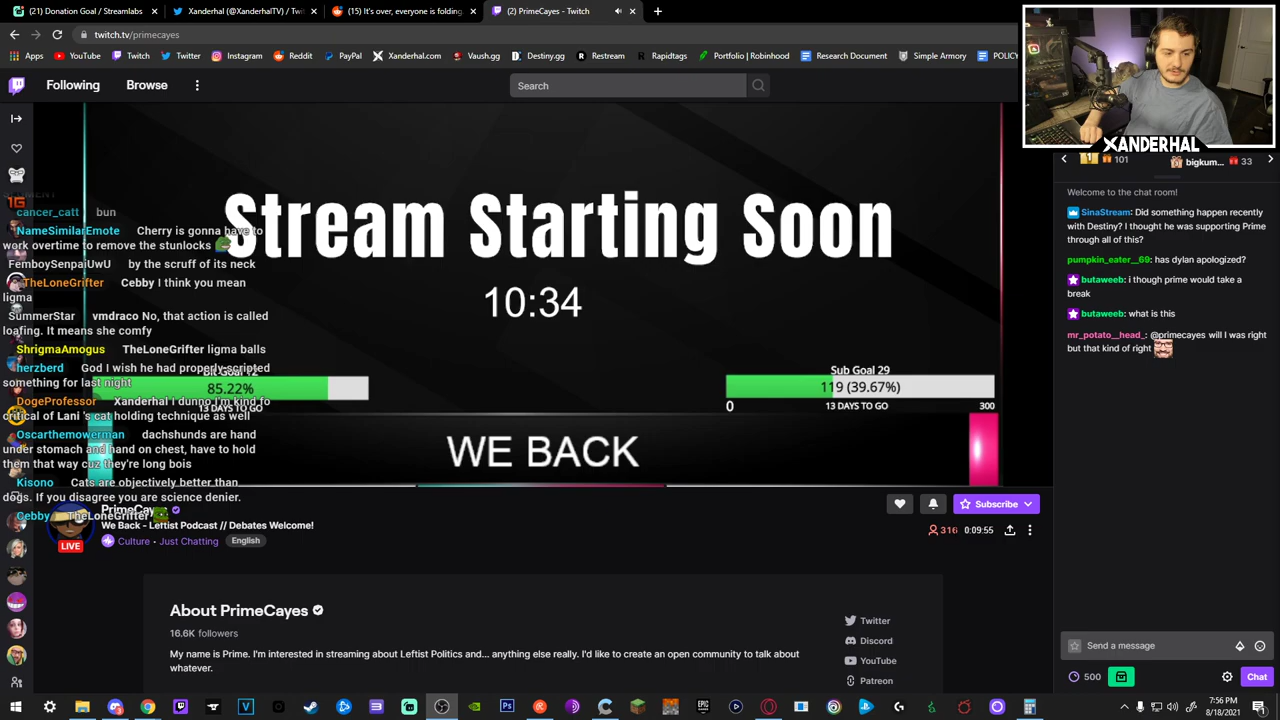 (21) Donation Goal / Streamlabs
Xanderhal (@XanderhalTV) / Twit
(15) It's over, everyone is folding
(2) PrimeCayes - Twitch
twitch.tv/primecayes
Apps YouTube Twitch Twitter Instagram Reddit PayPal Xanderhal.com Vaush.gg Destiny.gg Restream Rapidtags Portfolio | Robinhood Research Document Simple Armory POLICY
Following Browse Search
XANDERHAL
101 bigkum... 33
Stream Starting Soon
10:34
85.22%
13 DAYS TO GO
Sub Goal 29
119 (39.67%)
0 13 DAYS TO GO 300
WE BACK
cancer_catt bun
NameSimilarEmote Cherry is gonna have to
work overtime to remove the stunlocks
FemboySenpaiUwU by the scruff of its neck
TheLoneGrifter Cebby I think you mean
ligma
SummerStar vmdraco No, that action is called
loafing. It means she comfy
ShrigmaAmogus TheLoneGrifter ligma balls
herzberd God I wish he had properly scripted
something for last night
DogeProfessor Xanderhal I dunno I'm kind fo
critical of Lani 's cat holding technique as well
Oscarthemowerman dachshunds are hand
under stomach and hand on chest, have to hold
them that way cuz they're long bois
Kisono Cats are objectively better than
dogs. If you disagree you are science denier.
Cebby TheLoneGrifter
PrimeCayes
LIVE
We Back - Leftist Podcast // Debates Welcome!
Culture • Just Chatting English
Subscribe
316 0:09:55
About PrimeCayes
16.6K followers
My name is Prime. I'm interested in streaming about Leftist Politics and... anything else really. I'd like to create an open community to talk about
whatever.
Twitter
Discord
YouTube
Patreon
Welcome to the chat room!
SinaStream: Did something happen recently
with Destiny? I thought he was supporting Prime
through all of this?
pumpkin_eater__69: has dylan apologized?
butaweeb: i though prime would take a
break
butaweeb: what is this
mr_potato__head_: @primecayes will I was right
but that kind of right
Send a message
500 Chat
7:56 PM
8/18/2021